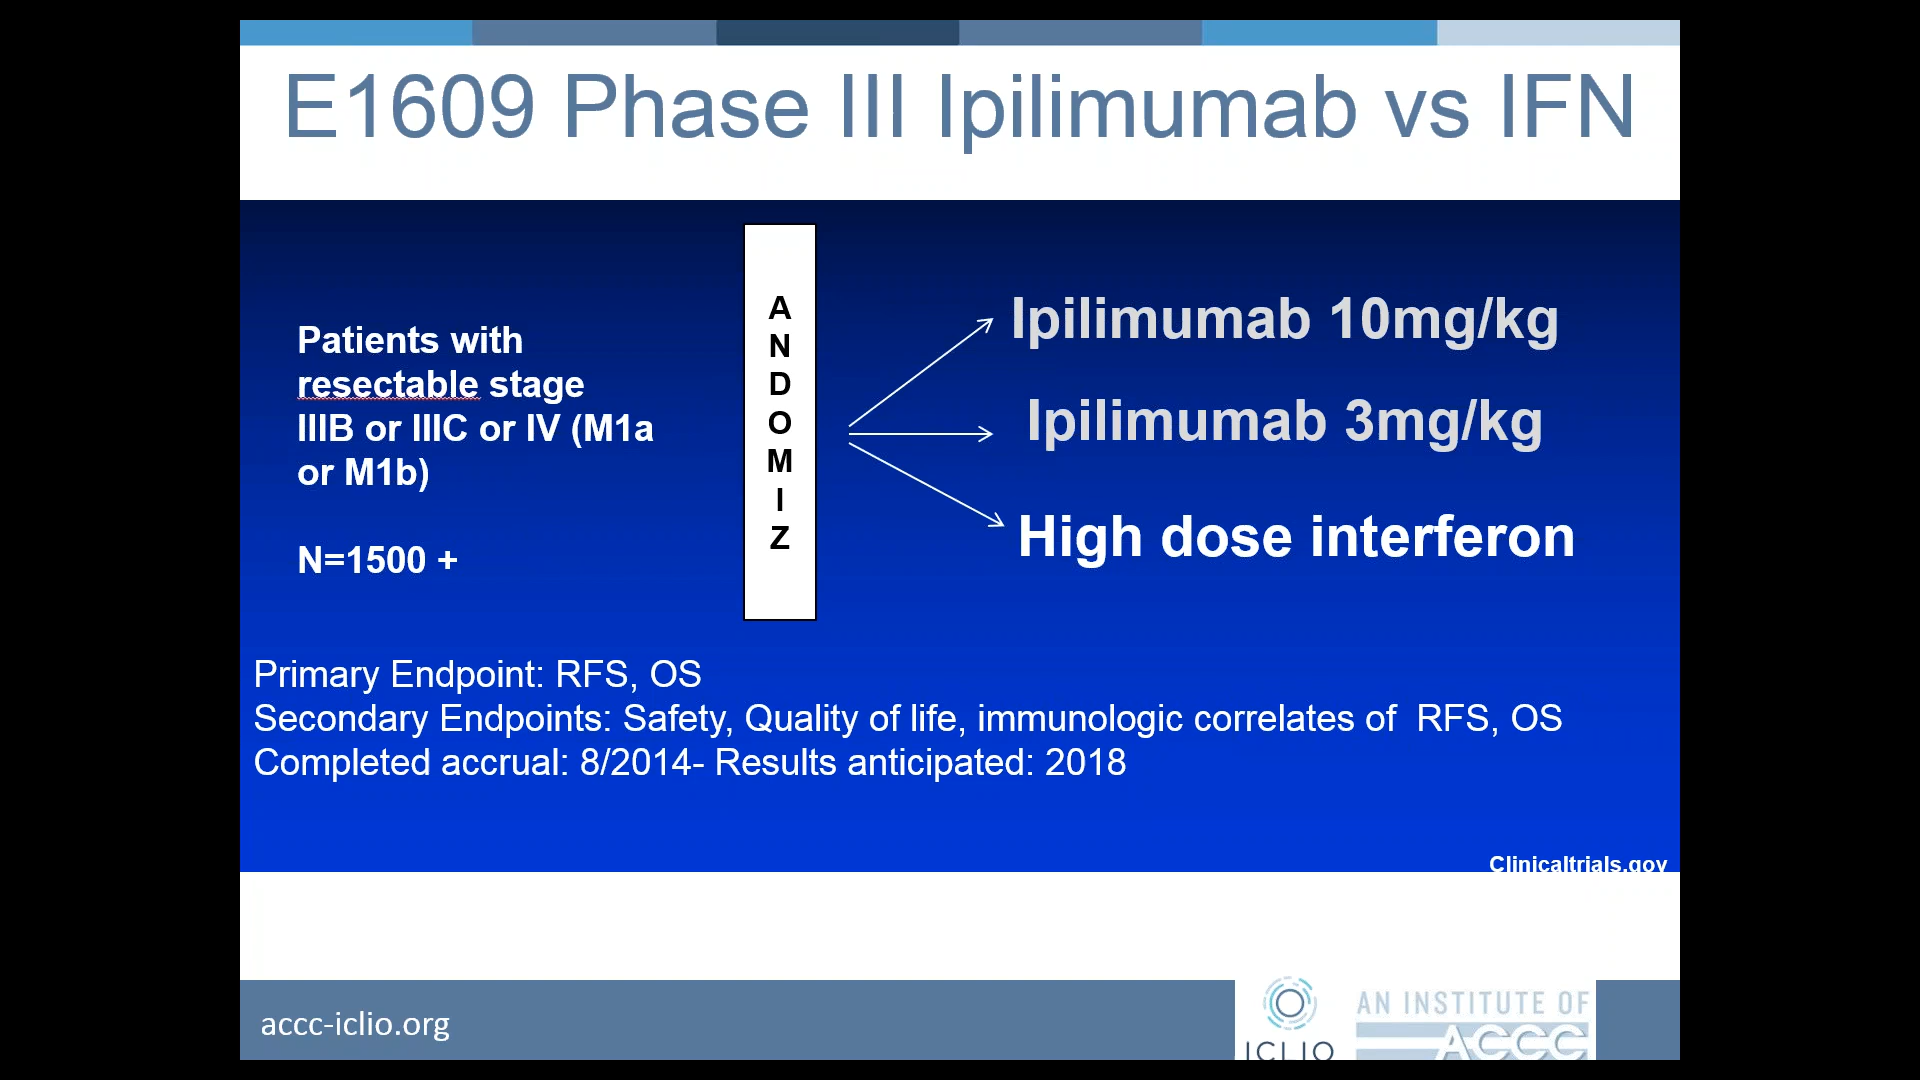 E1609 Phase III Ipilimumab vs IFN
Patients with
resectable stage
IIIB or IIIC or IV (M1a
or M1b)
N=1500 +
A
N
D
O
M
I
Z
Ipilimumab 10mg/kg
Ipilimumab 3mg/kg
High dose interferon
Primary Endpoint: RFS, OS
Secondary Endpoints: Safety, Quality of life, immunologic correlates of  RFS, OS
Completed accrual: 8/2014- Results anticipated: 2018
Clinicaltrials.gov
accc-iclio.org
ICLIO
AN INSTITUTE OF
ACCC